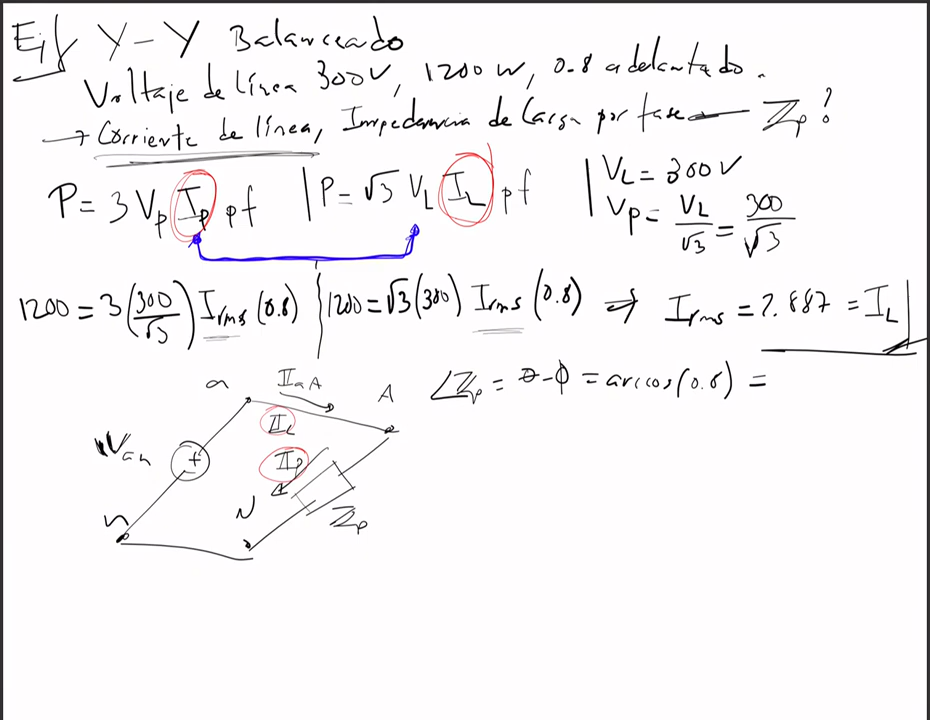 Ej/ Y-Y Balanceado
Voltaje de línea 300V, 1200 W, 0.8 adelantado.
→ Corriente de línea, Impedancia de Carga por fase — Zp?
P = 3 Vp Ip pf | P = √3 VL IL pf
VL = 300 V
Vp = VL/√3 = 300/√3
1200 = 3(300/√3) Irms (0.8) | 1200 = √3(300) Irms (0.8) ⇒ Irms = 2.887 = IL
∠Zp = θ-ϕ = arccos(0.8) =
a IaA A
IL
Van + Ip
N
n Zp